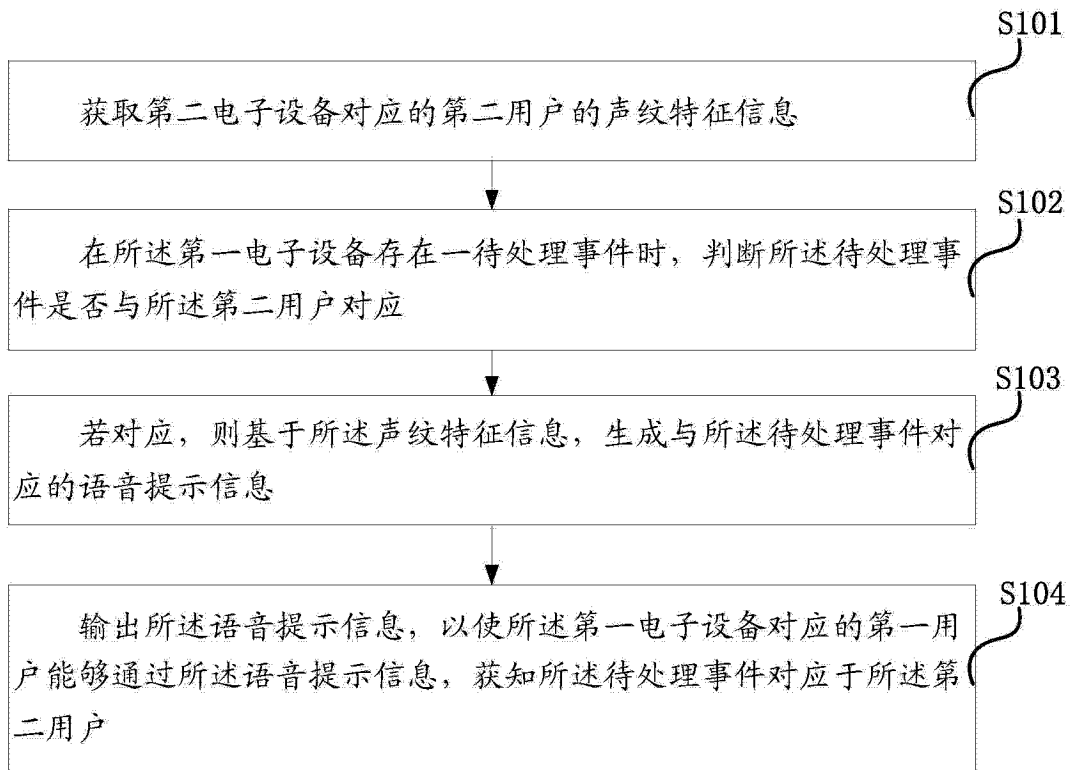 S101
获取第二电子设备对应的第二用户的声纹特征信息
S102
在所述第一电子设备存在一待处理事件时，判断所述待处理事
件是否与所述第二用户对应
S103
若对应，则基于所述声纹特征信息，生成与所述待处理事件对
应的语音提示信息
S104
输出所述语音提示信息，以使所述第一电子设备对应的第一用
户能够通过所述语音提示信息，获知所述待处理事件对应于所述第
二用户